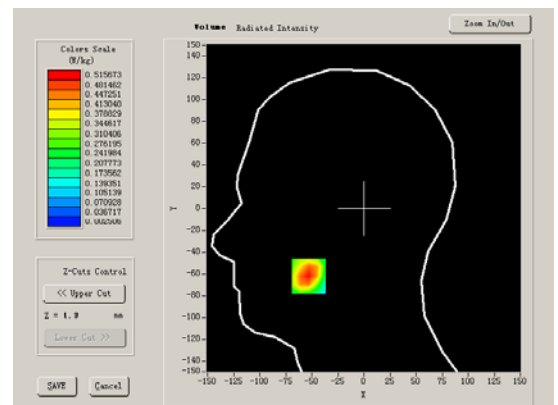 Volume Radiated Intensity
Zoom In/Out
Colors Scale
(W/kg)
0.515673
0.481462
0.447251
0.413040
0.378829
0.344617
0.310406
0.276195
0.241984
0.207773
0.173562
0.139351
0.105139
0.070928
0.036717
0.002506
Z-Cuts Control
<< Upper Cut
Z = 1.0 mm
Lower Cut >>
SAVE
Cancel
150
140
120
100
80
60
40
20
0
-20
-40
-60
-80
-100
-120
-140
-150
Y
-150 -125 -100 -75 -50 -25 0 25 50 75 100 125 150
X